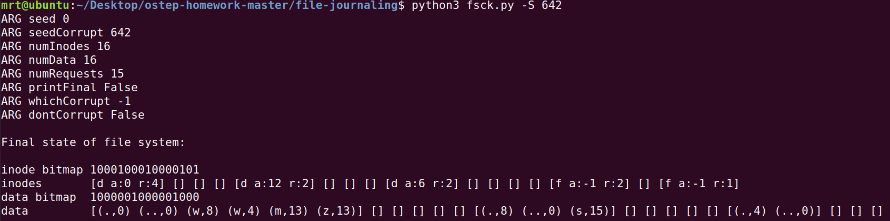 mrt@ubuntu:~/Desktop/ostep-homework-master/file-journaling$ python3 fsck.py -S 642
ARG seed 0
ARG seedCorrupt 642
ARG numInodes 16
ARG numData 16
ARG numRequests 15
ARG printFinal False
ARG whichCorrupt -1
ARG dontCorrupt False
Final state of file system:
inode bitmap 1000100010000101
inodes [d a:0 r:4] [] [] [] [d a:12 r:2] [] [] [] [d a:6 r:2] [] [] [] [] [f a:-1 r:2] [] [f a:-1 r:1]
data bitmap 1000001000001000
data [(.,0) (..,0) (w,8) (w,4) (m,13) (z,13)] [] [] [] [] [] [(.,8) (..,0) (s,15)] [] [] [] [] [] [(.,4) (..,0)] [] [] []